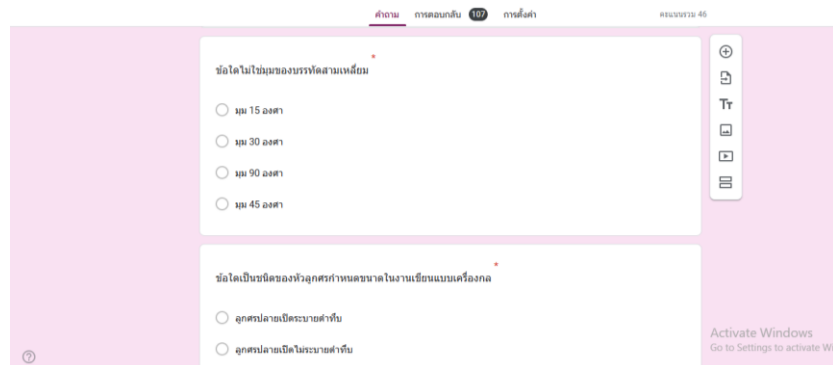 คำถาม การตอบกลับ 107 การตั้งค่า คะแนนรวม 46
ข้อใดไม่ใช่มุมของบรรทัดสามเหลี่ยม *
มุม 15 องศา
มุม 30 องศา
มุม 90 องศา
มุม 45 องศา
ข้อใดเป็นชนิดของหัวลูกศรกำหนดขนาดในงานเขียนแบบเครื่องกล *
ลูกศรปลายเปิดระบายดำทึบ
ลูกศรปลายเปิดไม่ระบายดำทึบ
Activate Windows
Go to Settings to activate Wi